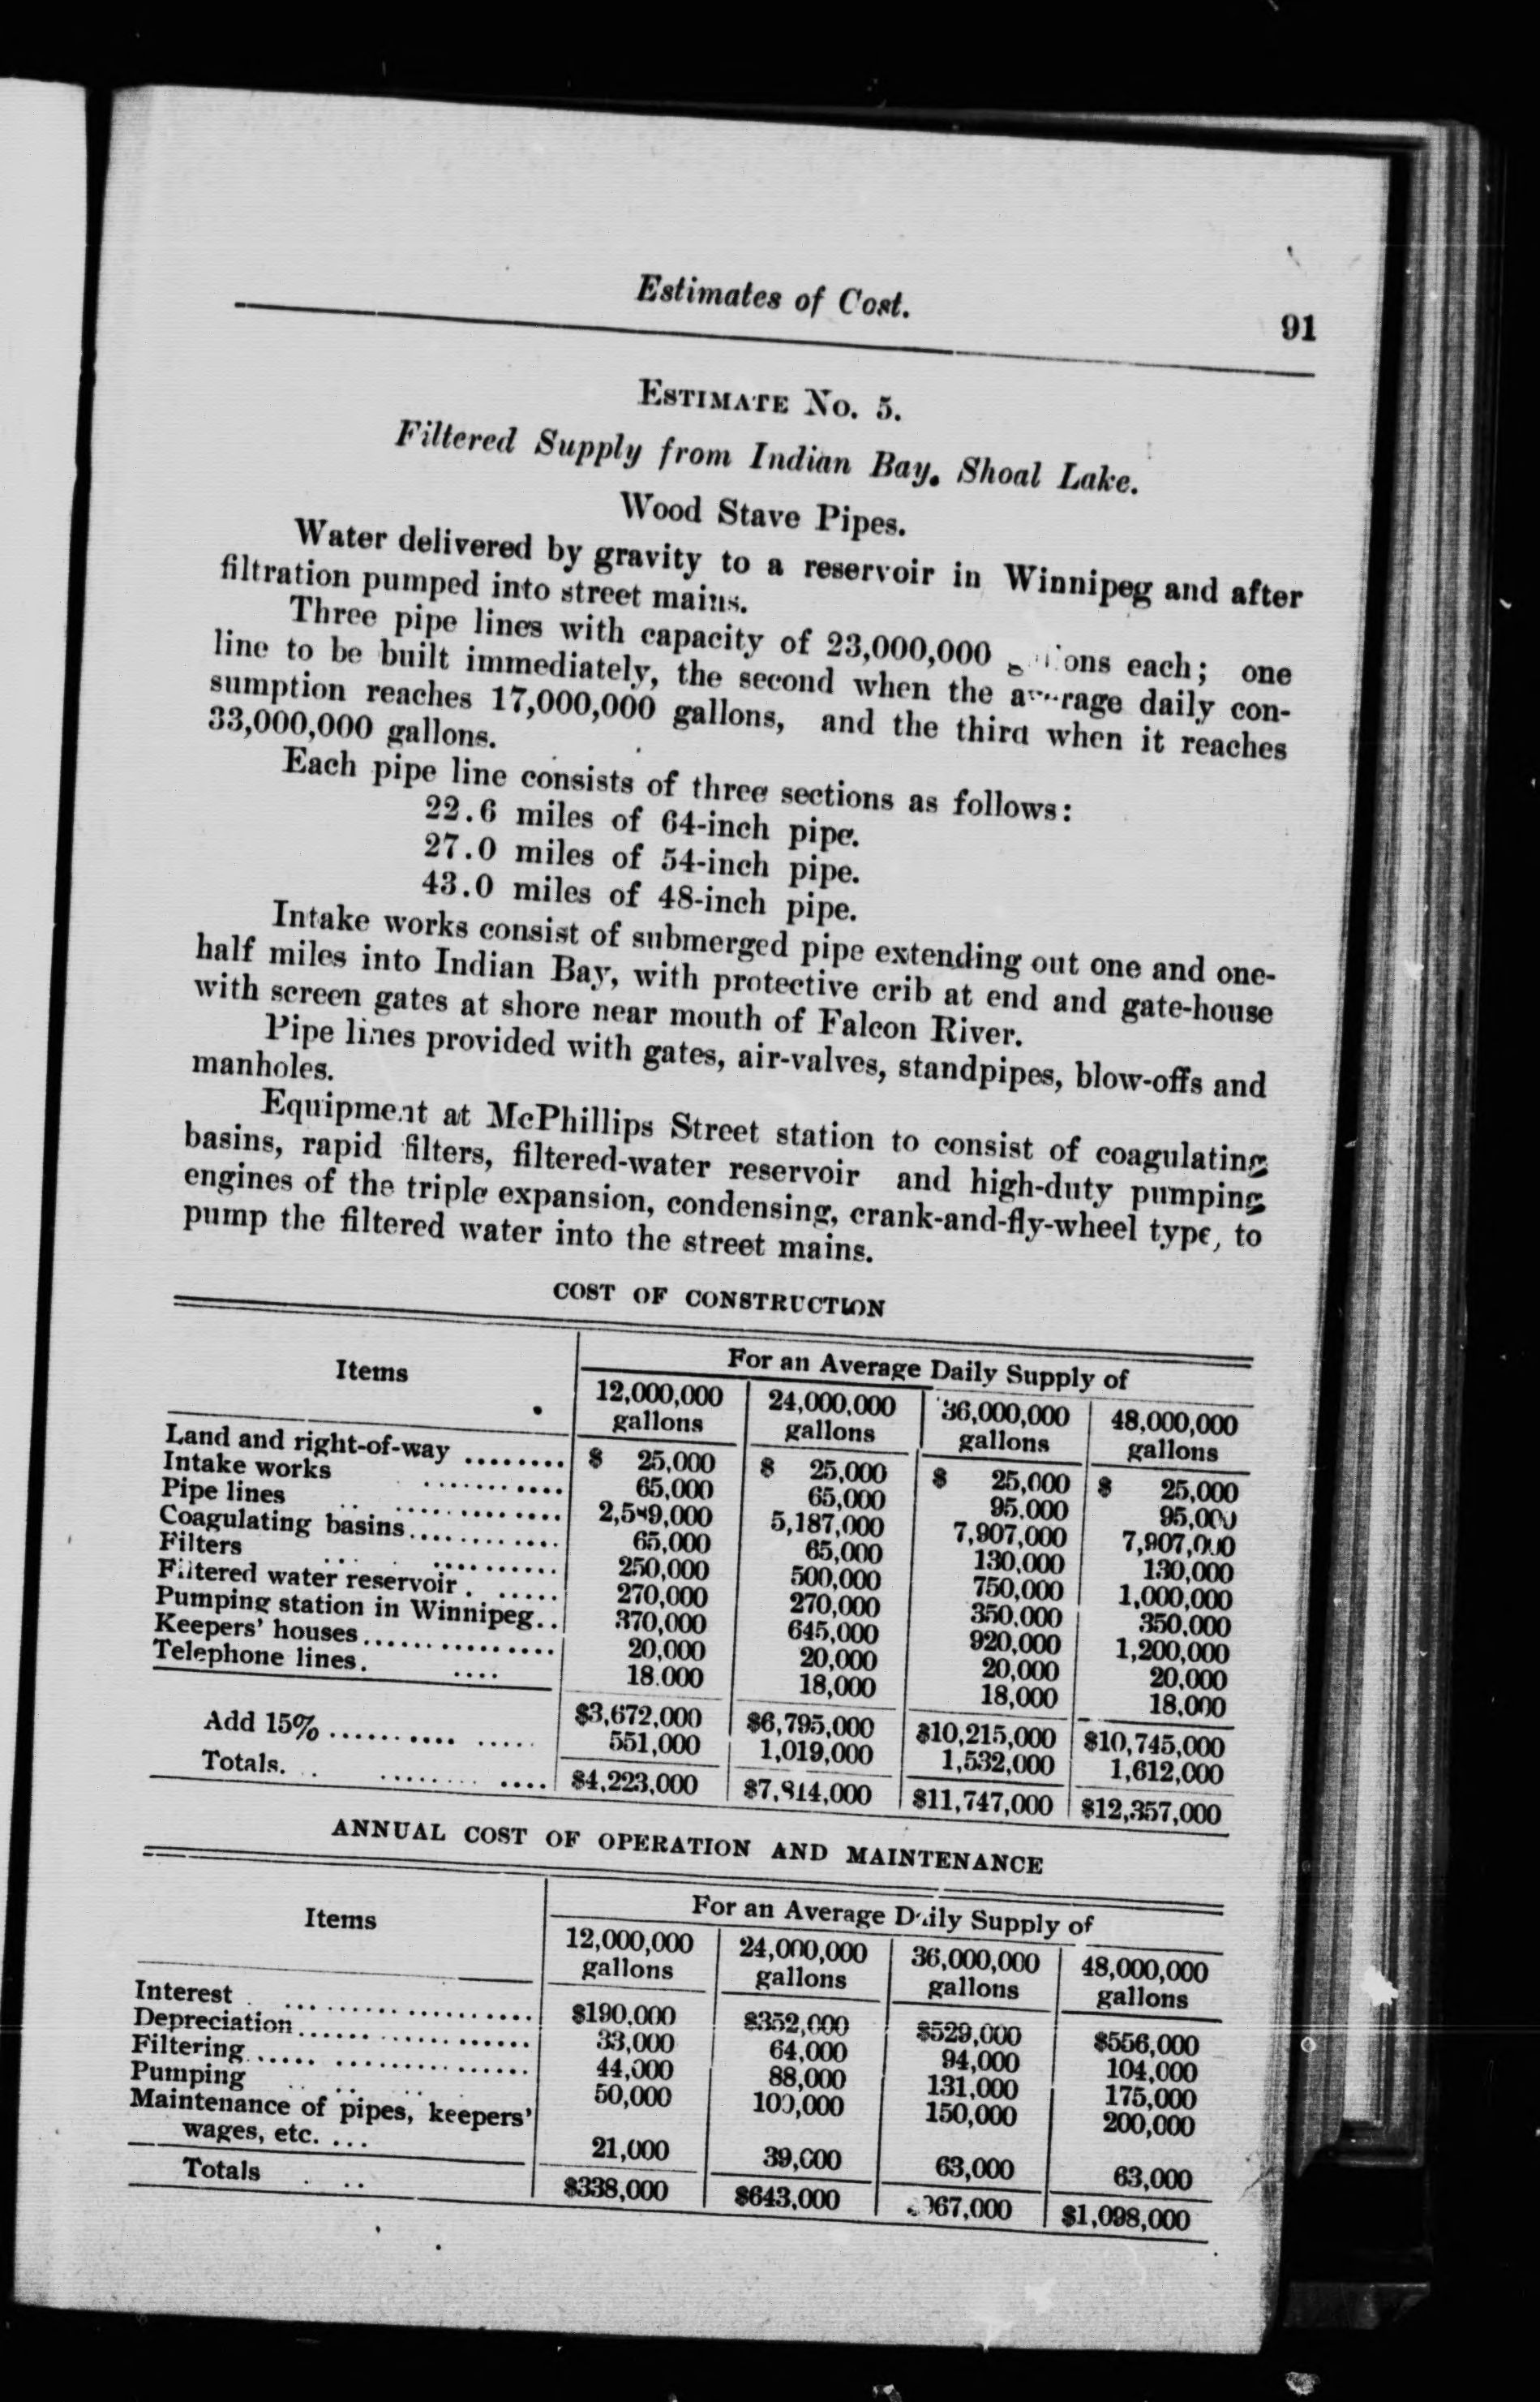 Estimates of Cost.
91
ESTIMATE No. 5.
Filtered Supply from Indian Bay, Shoal Lake.
Wood Stave Pipes.
Water delivered by gravity to a reservoir in Winnipeg and after
filtration pumped into street mains.
Three pipe lines with capacity of 23,000,000 gallons each; one
line to be built immediately, the second when the average daily con-
sumption reaches 17,000,000 gallons, and the third when it reaches
33,000,000 gallons.
Each pipe line consists of three sections as follows:
22.6 miles of 64-inch pipe.
27.0 miles of 54-inch pipe.
43.0 miles of 48-inch pipe.
Intake works consist of submerged pipe extending out one and one-
half miles into Indian Bay, with protective crib at end and gate-house
with screen gates at shore near mouth of Falcon River.
Pipe lines provided with gates, air-valves, standpipes, blow-offs and
manholes.
Equipment at McPhillips Street station to consist of coagulating
basins, rapid filters, filtered-water reservoir and high-duty pumping
engines of the triple expansion, condensing, crank-and-fly-wheel type, to
pump the filtered water into the street mains.
COST OF CONSTRUCTION
Items For an Average Daily Supply of
12,000,000 gallons 24,000,000 gallons 36,000,000 gallons 48,000,000 gallons
Land and right-of-way ........ $ 25,000 $ 25,000 $ 25,000 $ 25,000
Intake works ........... 65,000 65,000 95,000 95,000
Pipe lines ............. 2,589,000 5,187,000 7,907,000 7,907,000
Coagulating basins............ 65,000 65,000 130,000 130,000
Filters .......... 250,000 500,000 750,000 1,000,000
Filtered water reservoir ....... 270,000 270,000 350,000 350,000
Pumping station in Winnipeg.. 370,000 645,000 920,000 1,200,000
Keepers' houses............... 20,000 20,000 20,000 20,000
Telephone lines. .... 18,000 18,000 18,000 18,000
$3,672,000 $6,795,000 $10,215,000 $10,745,000
Add 15% ............... 551,000 1,019,000 1,532,000 1,612,000
Totals............... $4,223,000 $7,814,000 $11,747,000 $12,357,000
ANNUAL COST OF OPERATION AND MAINTENANCE
Items For an Average Daily Supply of
12,000,000 gallons 24,000,000 gallons 36,000,000 gallons 48,000,000 gallons
Interest .................... $190,000 $352,000 $529,000 $556,000
Depreciation................... 33,000 64,000 94,000 104,000
Filtering..................... 44,000 88,000 131,000 175,000
Pumping 50,000 100,000 150,000 200,000
Maintenance of pipes, keepers'
wages, etc. ... 21,000 39,000 63,000 63,000
Totals ... $338,000 $643,000 967,000 $1,098,000